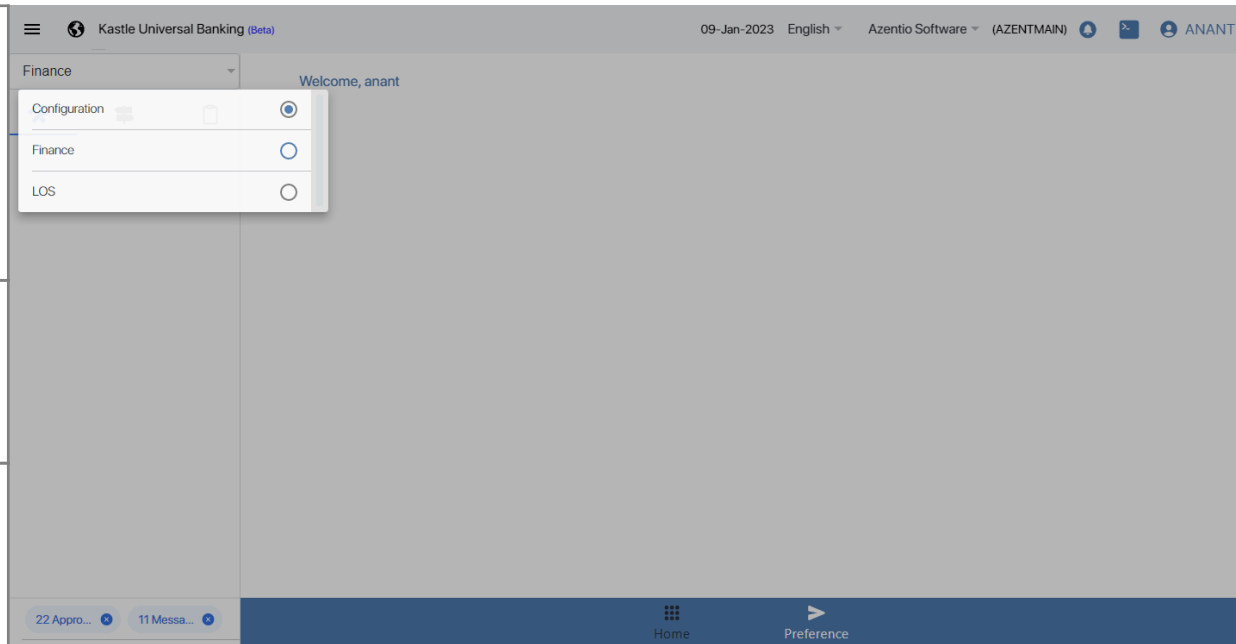 Kastle Universal Banking (Beta) 09-Jan-2023 English Azentio Software (AZENTMAIN) ANANT
Finance
Welcome, anant
Configuration
Finance
LOS
22 Appro... 11 Messa...
Home Preference